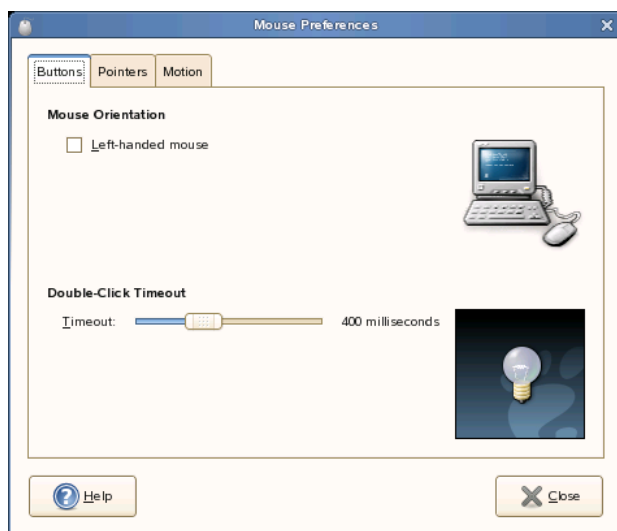 Mouse Preferences
Buttons Pointers Motion
Mouse Orientation
Left-handed mouse
Double-Click Timeout
Timeout: 400 milliseconds
Help Close